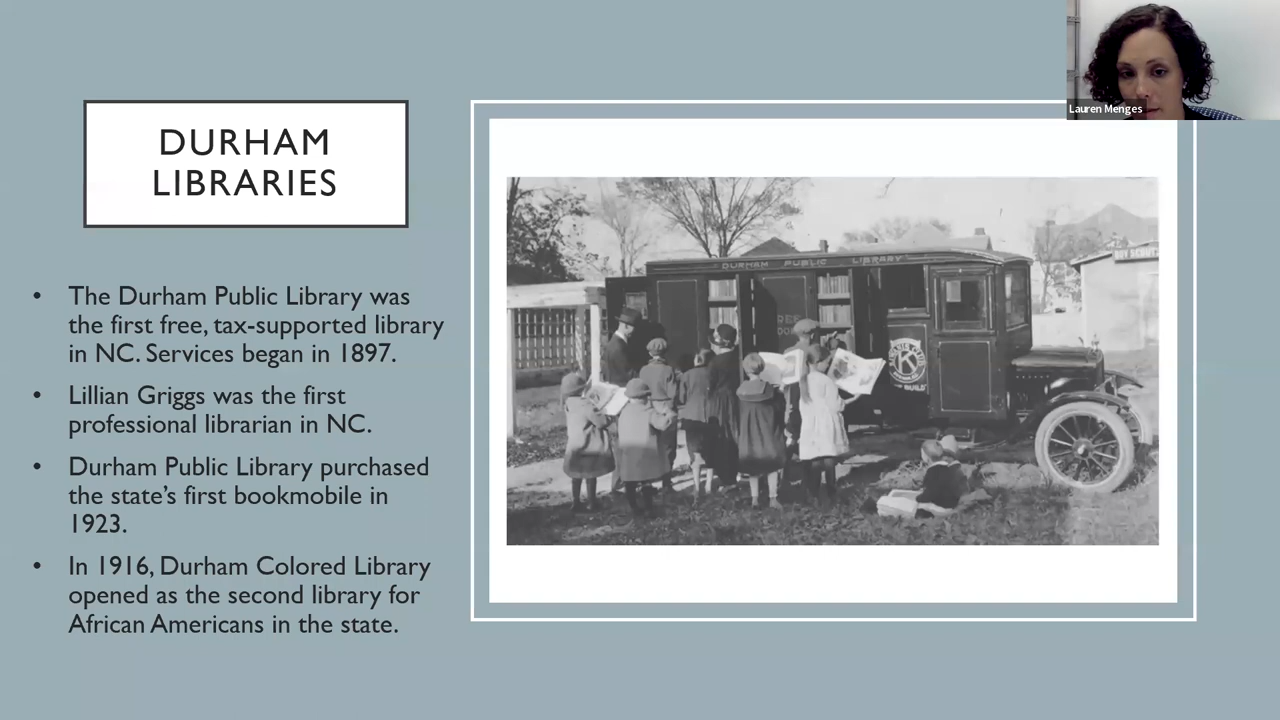 DURHAM
LIBRARIES
Lauren Menges
• The Durham Public Library was
the first free, tax-supported library
in NC. Services began in 1897.
• Lillian Griggs was the first
professional librarian in NC.
• Durham Public Library purchased
the state’s first bookmobile in
1923.
• In 1916, Durham Colored Library
opened as the second library for
African Americans in the state.
DURHAM PUBLIC LIBRARY
K